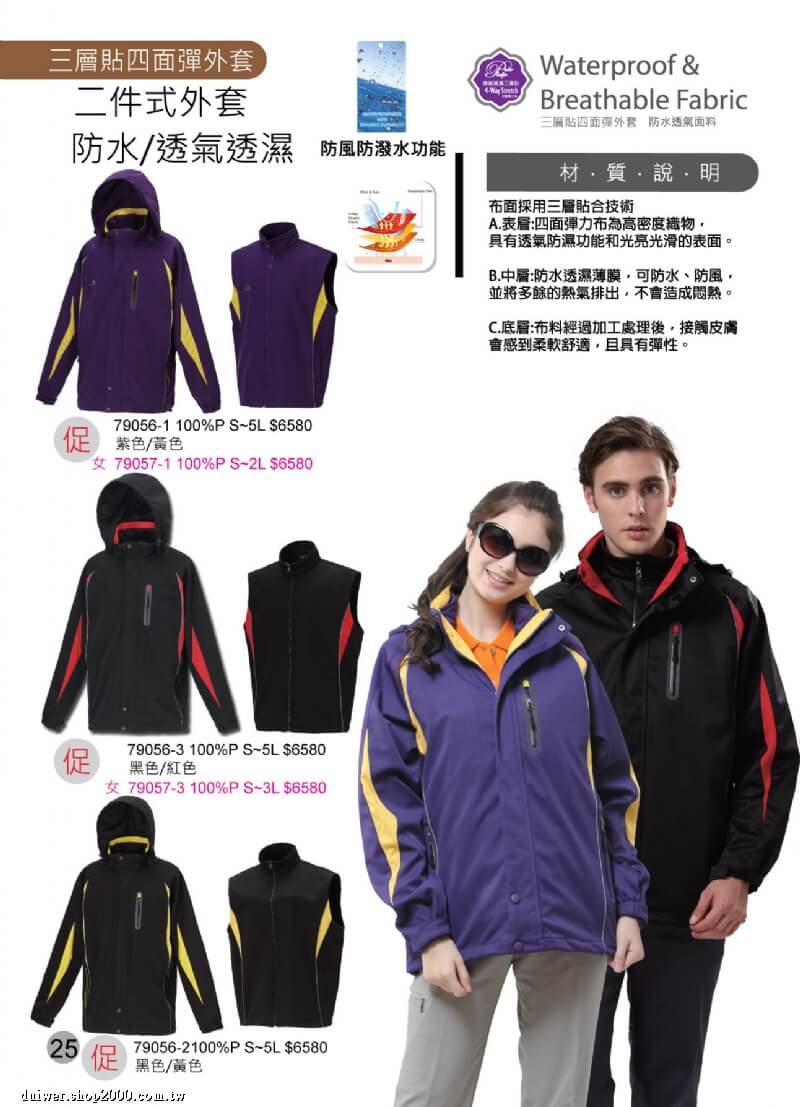 三層貼四面彈外套
二件式外套
防水/透氣透濕
防風防潑水功能
4-Way Stretch
Waterproof &
Breathable Fabric
三層貼四面彈外套 防水透氣面料
材．質．說．明
布面採用三層貼合技術
A.表層:四面彈力布為高密度織物，
具有透氣防濕功能和光亮光滑的表面。
B.中層:防水透濕薄膜，可防水、防風，
並將多餘的熱氣排出，不會造成悶熱。
C.底層:布料經過加工處理後，接觸皮膚
會感到柔軟舒適，且具有彈性。
促
79056-1 100%P S~5L $6580
紫色/黃色
女 79057-1 100%P S~2L $6580
促
79056-3 100%P S~5L $6580
黑色/紅色
女 79057-3 100%P S~3L $6580
25
促
79056-2100%P S~5L $6580
黑色/黃色
duiwer.shop2000.com.tw